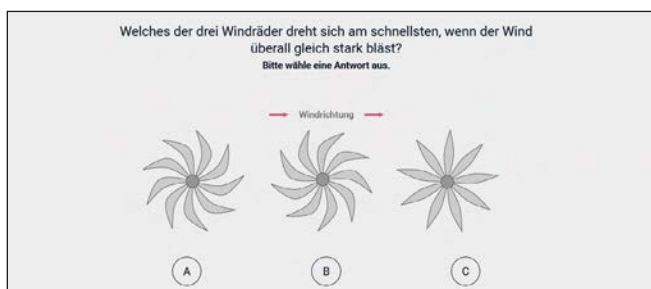 Welches der drei Windräder dreht sich am schnellsten, wenn der Wind
überall gleich stark bläst?
Bitte wähle eine Antwort aus.
Windrichtung
A B C